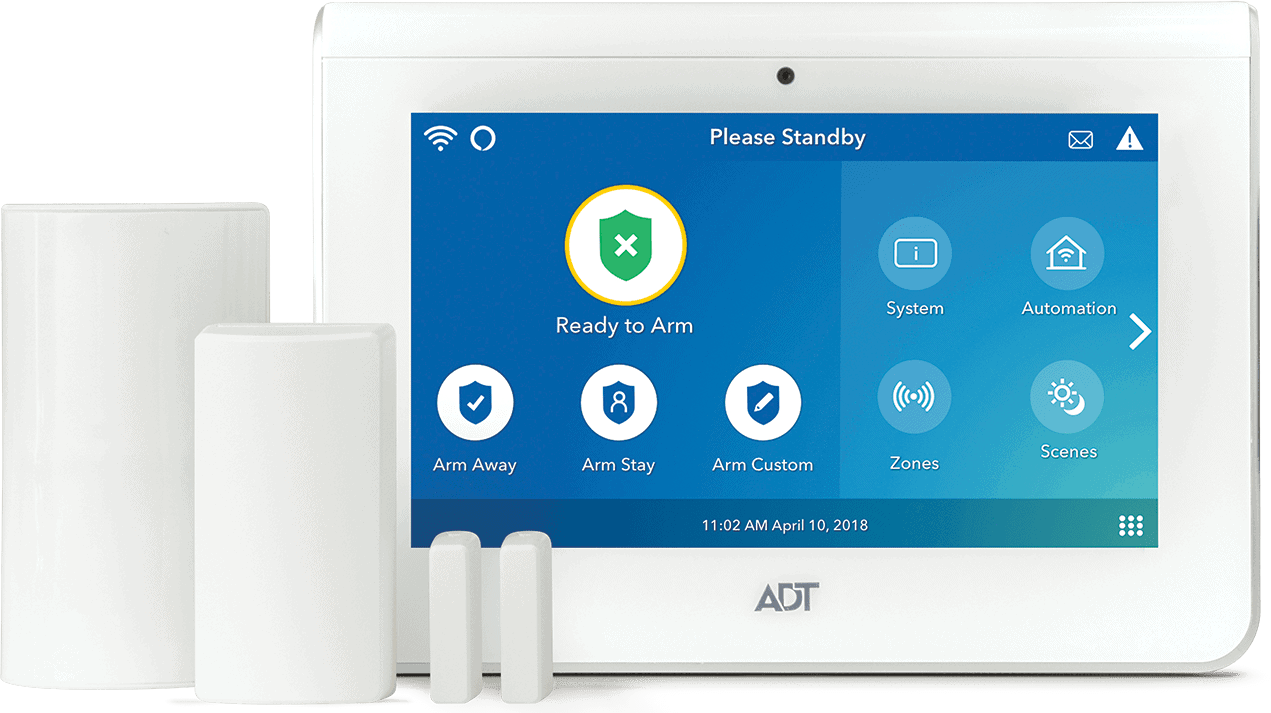 Please Standby
Ready to Arm
Arm Away
Arm Stay
Arm Custom
System
Automation
Zones
Scenes
11:02 AM April 10, 2018
ADT